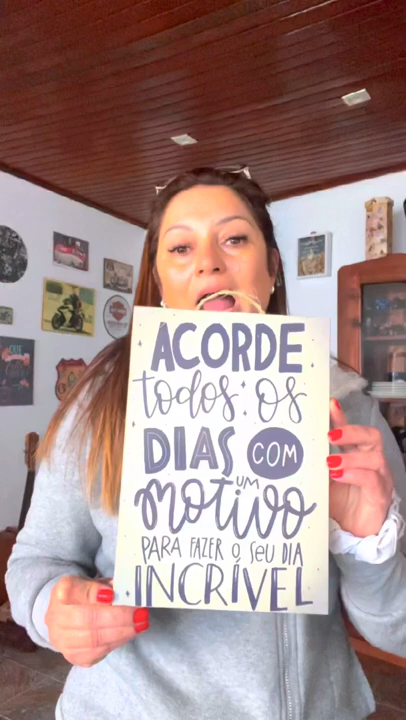 ACORDE
todos os
DIAS COM
UM
motivo
PARA FAZER O SEU DIA
INCRÍVEL